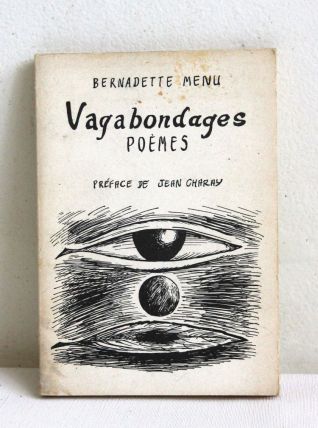 BERNADETTE MENU
Vagabondages
POÈMES
PRÉFACE DE JEAN CHARAY